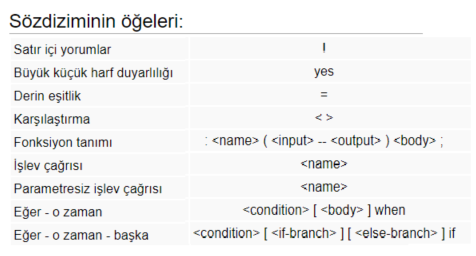 Sözdiziminin öğeleri:
Satır içi yorumlar !
Büyük küçük harf duyarlılığı yes
Derin eşitlik =
Karşılaştırma < >
Fonksiyon tanımı : <name> ( <input> -- <output> ) <body> ;
İşlev çağrısı <name>
Parametresiz işlev çağrısı <name>
Eğer - o zaman <condition> [ <body> ] when
Eğer - o zaman - başka <condition> [ <if-branch> ] [ <else-branch> ] if